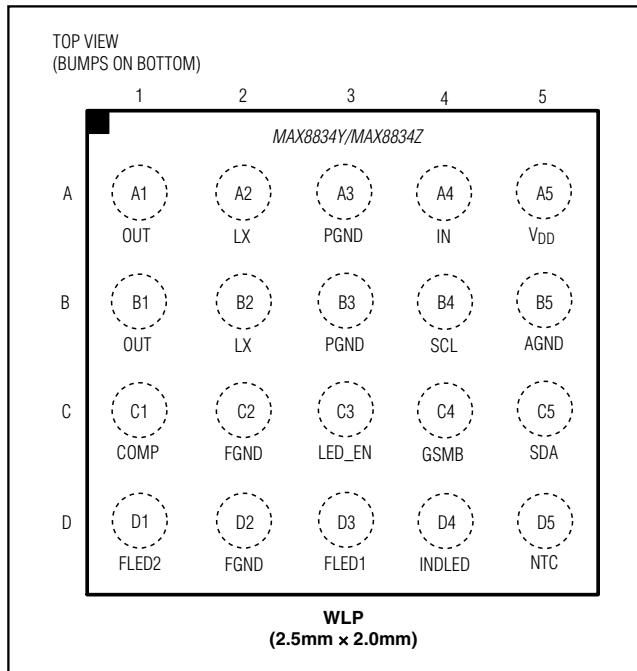 TOP VIEW
(BUMPS ON BOTTOM)
1 2 3 4 5
MAX8834Y/MAX8834Z
A A1 A2 A3 A4 A5
OUT LX PGND IN VDD
B B1 B2 B3 B4 B5
OUT LX PGND SCL AGND
C C1 C2 C3 C4 C5
COMP FGND LED_EN GSMB SDA
D D1 D2 D3 D4 D5
FLED2 FGND FLED1 INDLED NTC
WLP
(2.5mm × 2.0mm)